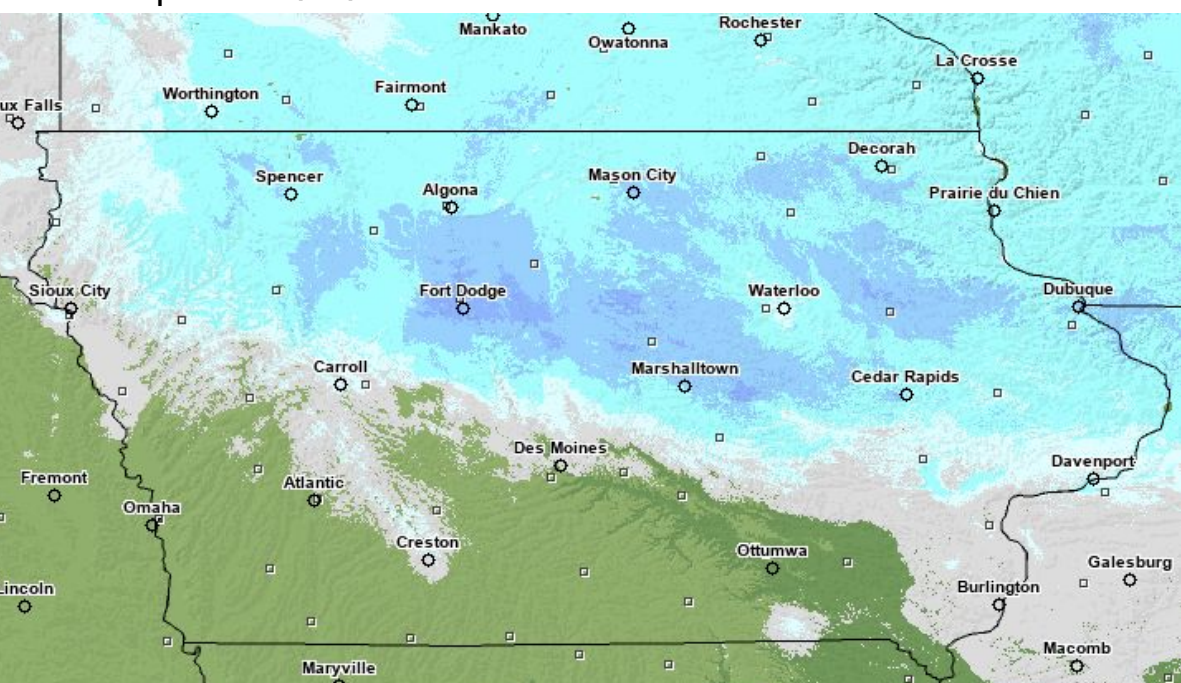 Mankato
Owatonna
Rochester
La Crosse
Worthington
Fairmont
ux Falls
Spencer
Algona
Mason City
Decorah
Prairie du Chien
Sioux City
Fort Dodge
Waterloo
Dubuque
Carroll
Marshalltown
Cedar Rapids
Des Moines
Davenport
Fremont
Atlantic
Omaha
Creston
Ottumwa
Galesburg
Lincoln
Burlington
Macomb
Maryville